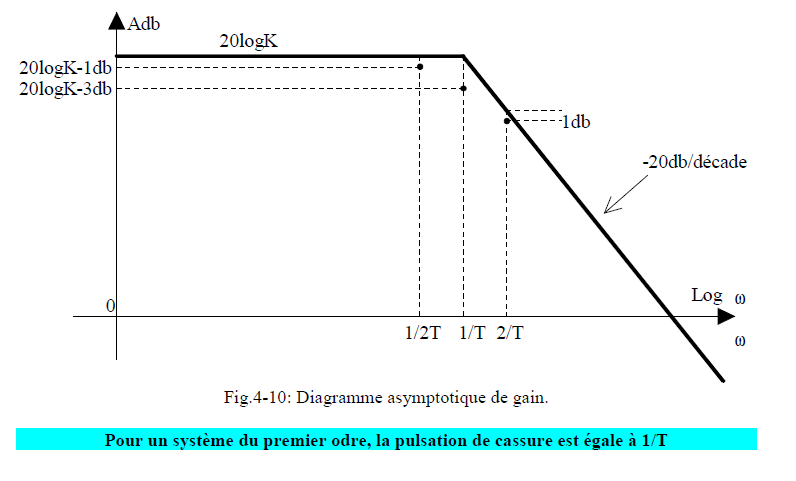 Adb
20logK
20logK-1db
20logK-3db
1db
-20db/décade
0
Log ω
1/2T 1/T 2/T
ω
Fig.4-10: Diagramme asymptotique de gain.
Pour un système du premier odre, la pulsation de cassure est égale à 1/T